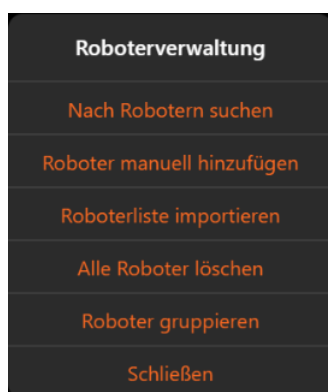 Roboterverwaltung
Nach Robotern suchen
Roboter manuell hinzufügen
Roboterliste importieren
Alle Roboter löschen
Roboter gruppieren
Schließen